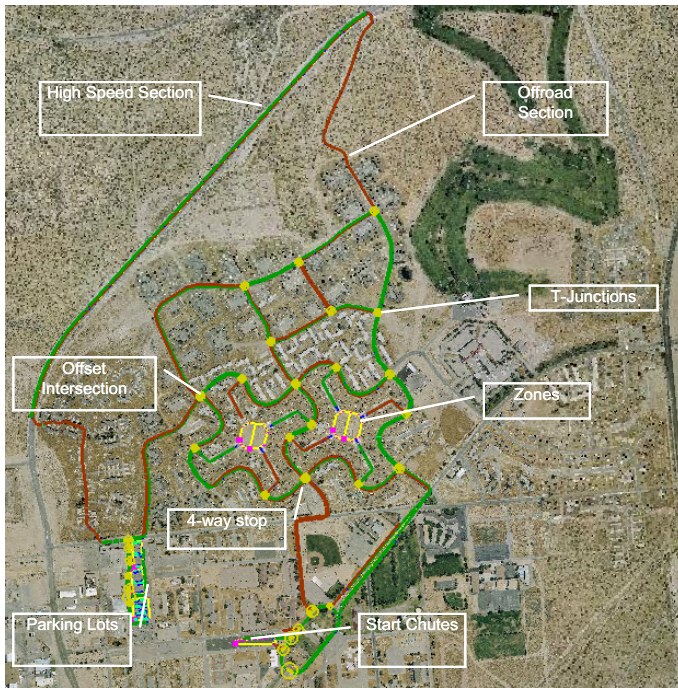 High Speed Section
Offroad
Section
T-Junctions
Offset
Intersection
Zones
4-way stop
Parking Lots
Start Chutes